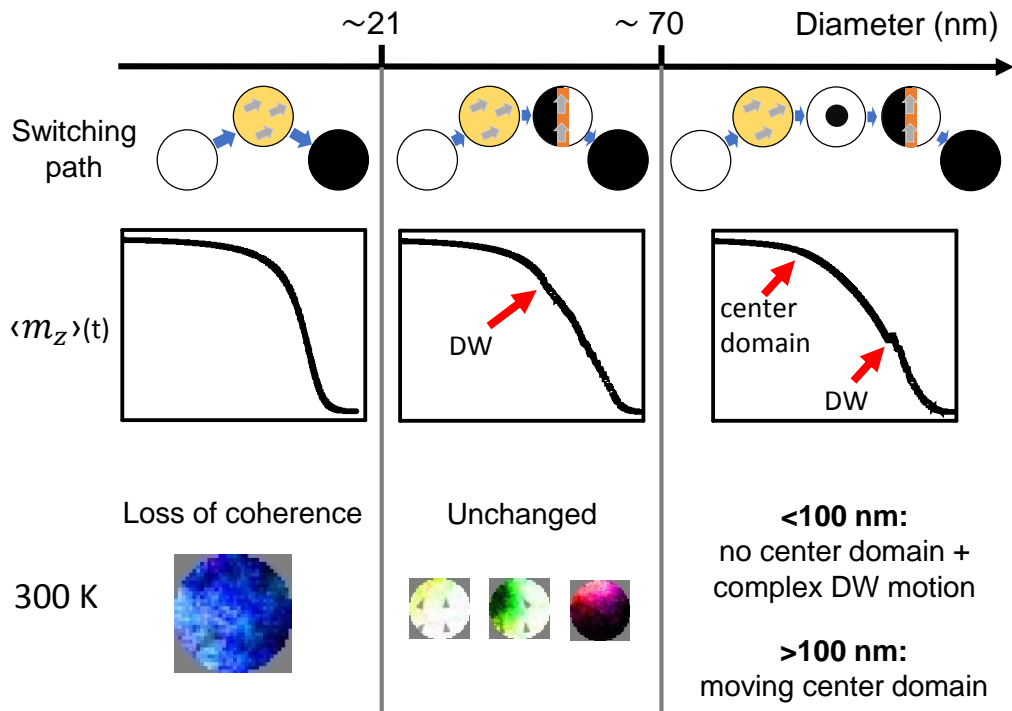 ~21
~ 70
Diameter (nm)
Switching
path
‹m_z›(t)
DW
center
domain
DW
300 K
Loss of coherence
Unchanged
<100 nm:
no center domain +
complex DW motion
>100 nm:
moving center domain